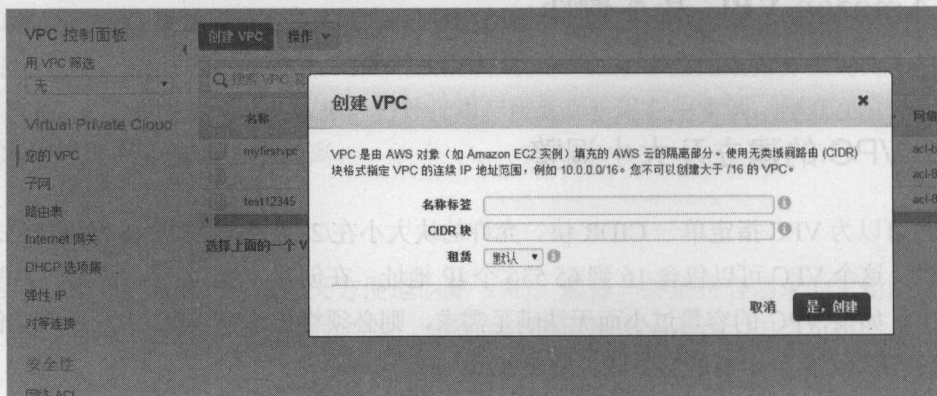 VPC 控制面板
用 VPC 筛选
无
Virtual Private Cloud
您的 VPC
子网
路由表
Internet 网关
DHCP 选项集
弹性 IP
对等连接
安全性
网络 ACL
创建 VPC 操作
搜索 VPC
名称
myfirstvpc
test12345
选择上面的一个 V
网络
acl-b
acl-8
创建 VPC
VPC 是由 AWS 对象（如 Amazon EC2 实例）填充的 AWS 云的隔离部分。使用无类域间路由 (CIDR)
块格式指定 VPC 的连续 IP 地址范围，例如 10.0.0.0/16。您不可以创建大于 /16 的 VPC。
名称标签
CIDR 块
租赁 默认
取消 是，创建